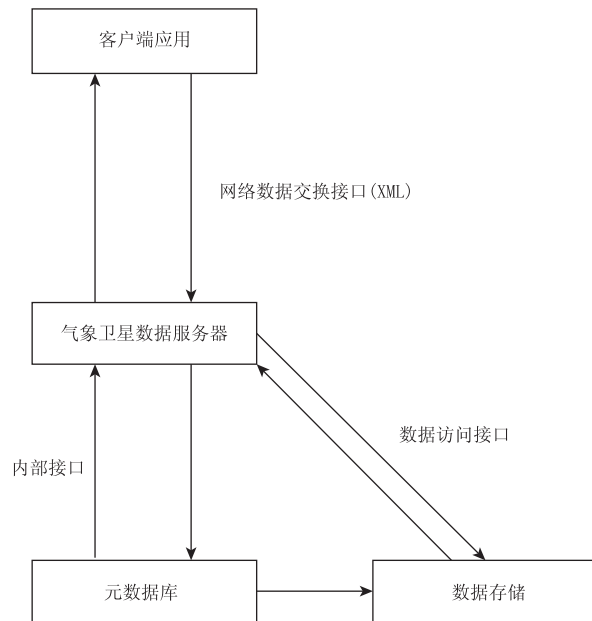 客户端应用
网络数据交换接口(XML)
气象卫星数据服务器
数据访问接口
内部接口
元数据库
数据存储